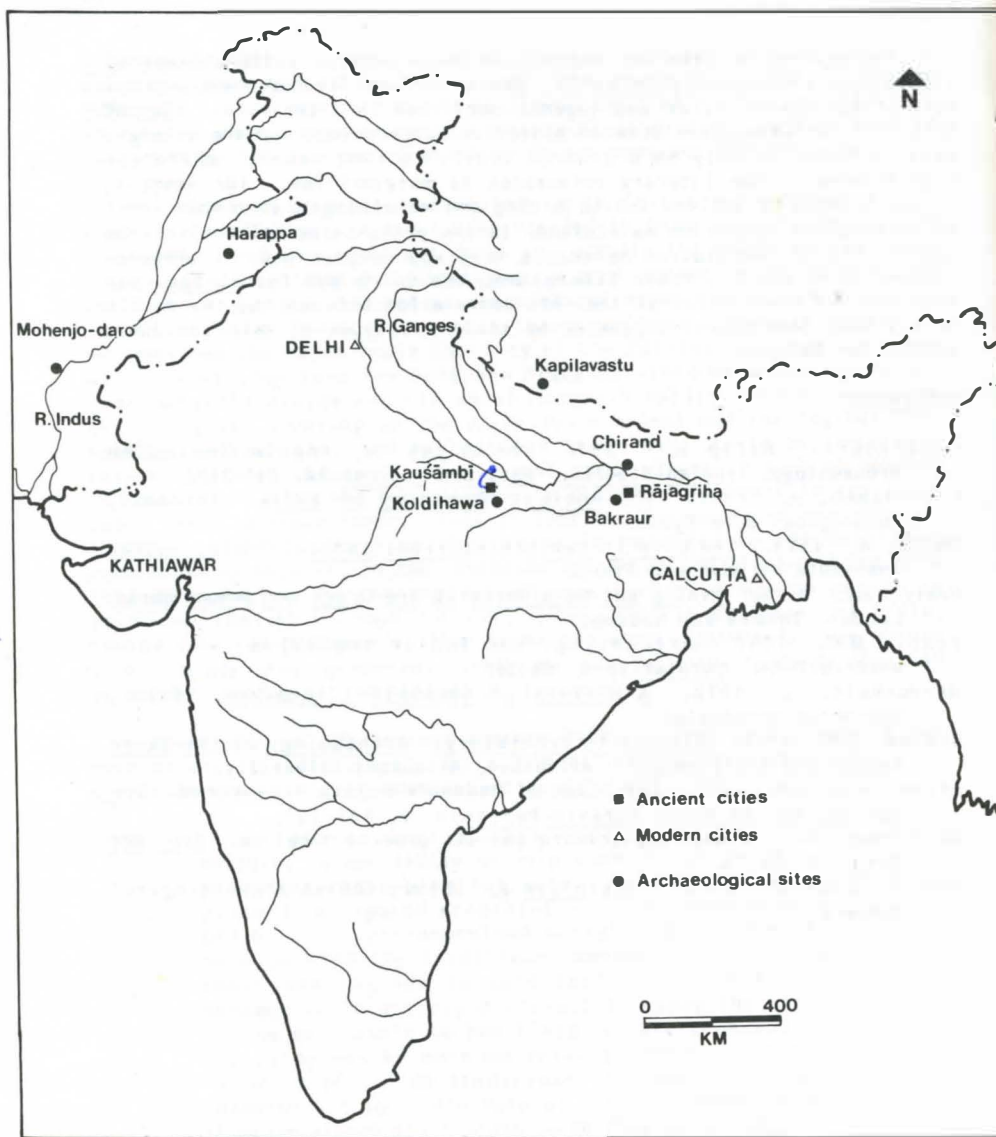 N
Harappa
Mohenjo-daro
R.Ganges
DELHI
Kapilavastu
R. Indus
Chirand
Kauśāmbī
Rājagṛiha
Koldihawa
Bakraur
KATHIAWAR
CALCUTTA
Ancient cities
Modern cities
Archaeological sites
0 400
KM